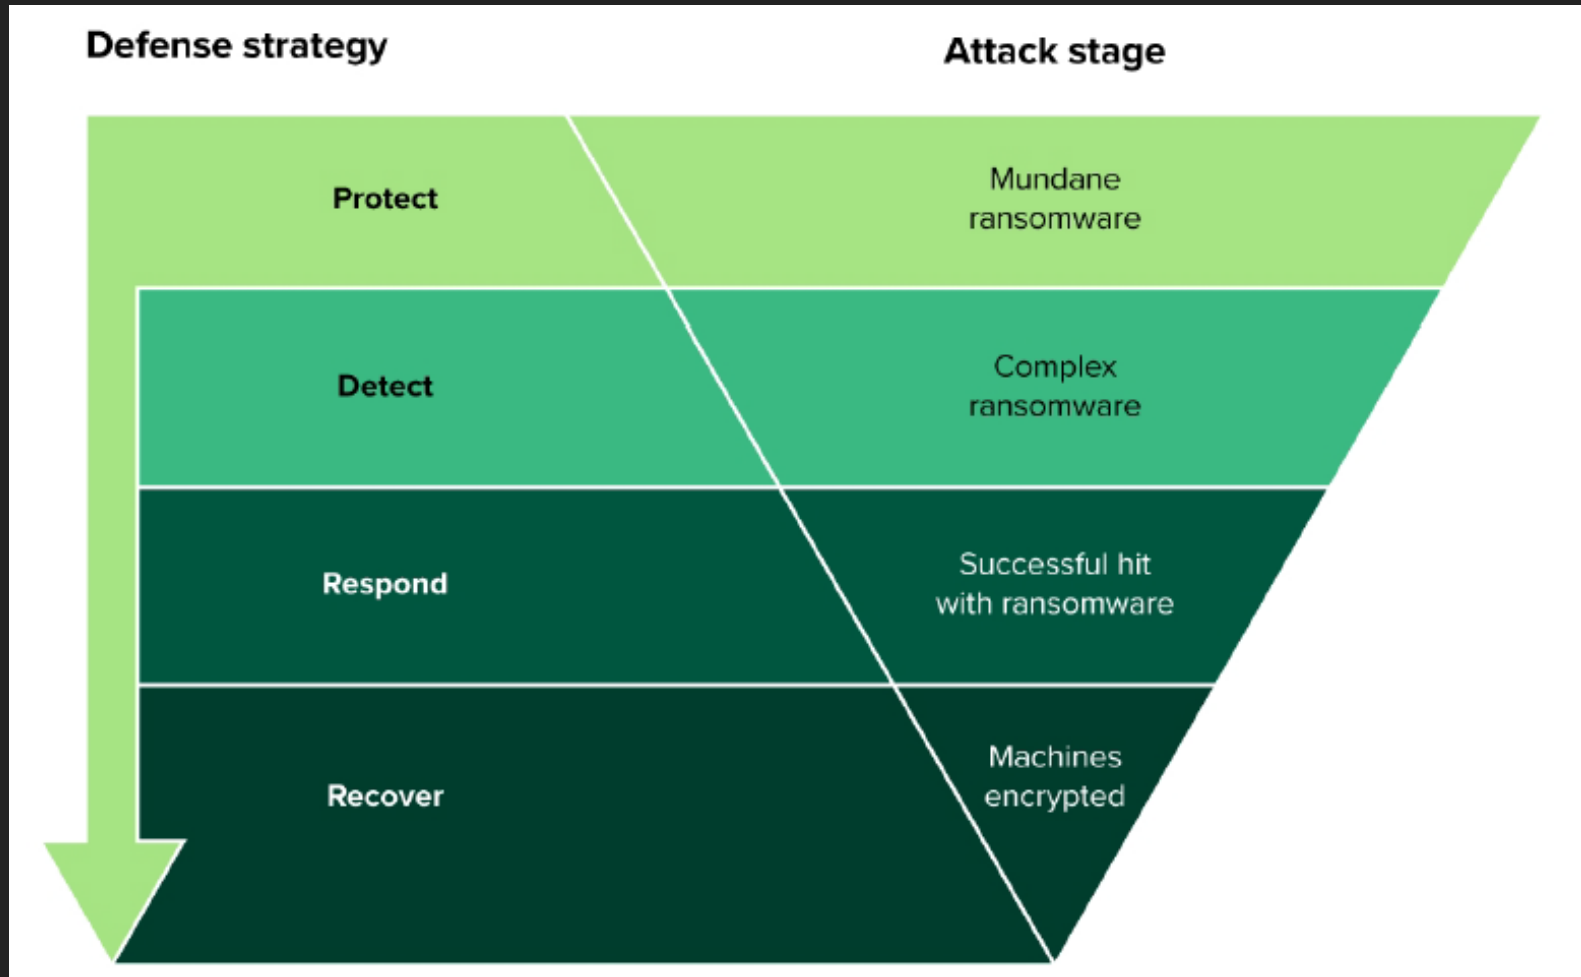 Defense strategy
Attack stage
Protect
Mundane
ransomware
Detect
Complex
ransomware
Respond
Successful hit
with ransomware
Recover
Machines
encrypted